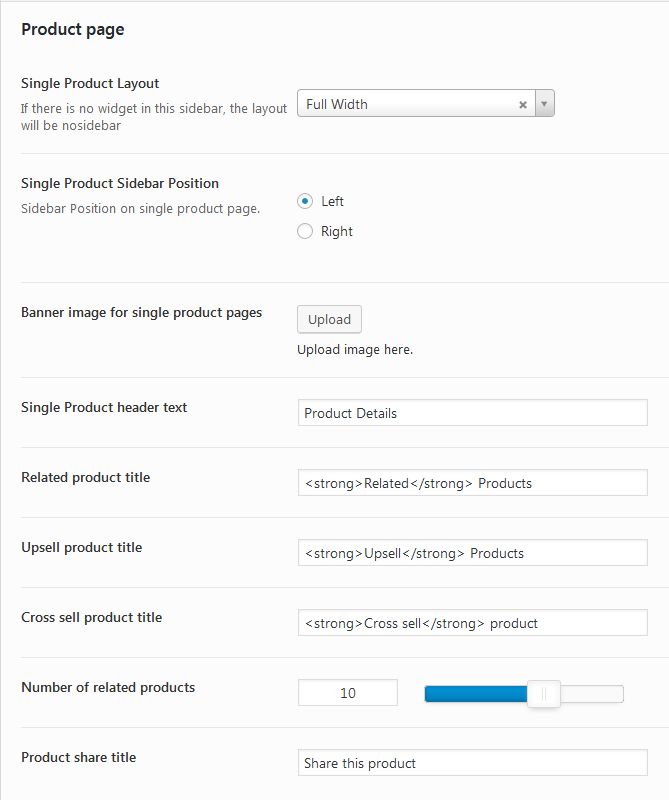 Product page
Single Product Layout
If there is no widget in this sidebar, the layout
will be nosidebar
Full Width
Single Product Sidebar Position
Sidebar Position on single product page.
Left
Right
Banner image for single product pages
Upload
Upload image here.
Single Product header text
Product Details
Related product title
<strong>Related</strong> Products
Upsell product title
<strong>Upsell</strong> Products
Cross sell product title
<strong>Cross sell</strong> product
Number of related products
10
Product share title
Share this product